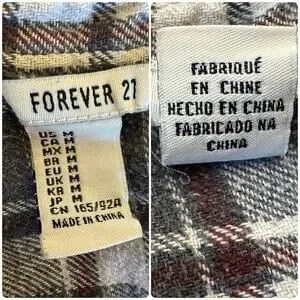 FOREVER 21
US M
CA M
MX M
BR M
EU M
UK M
KR M
JP M
CN 165/92A
MADE IN CHINA
FABRIQUÉ
EN CHINE
HECHO EN CHINA
FABRICADO NA
CHINA